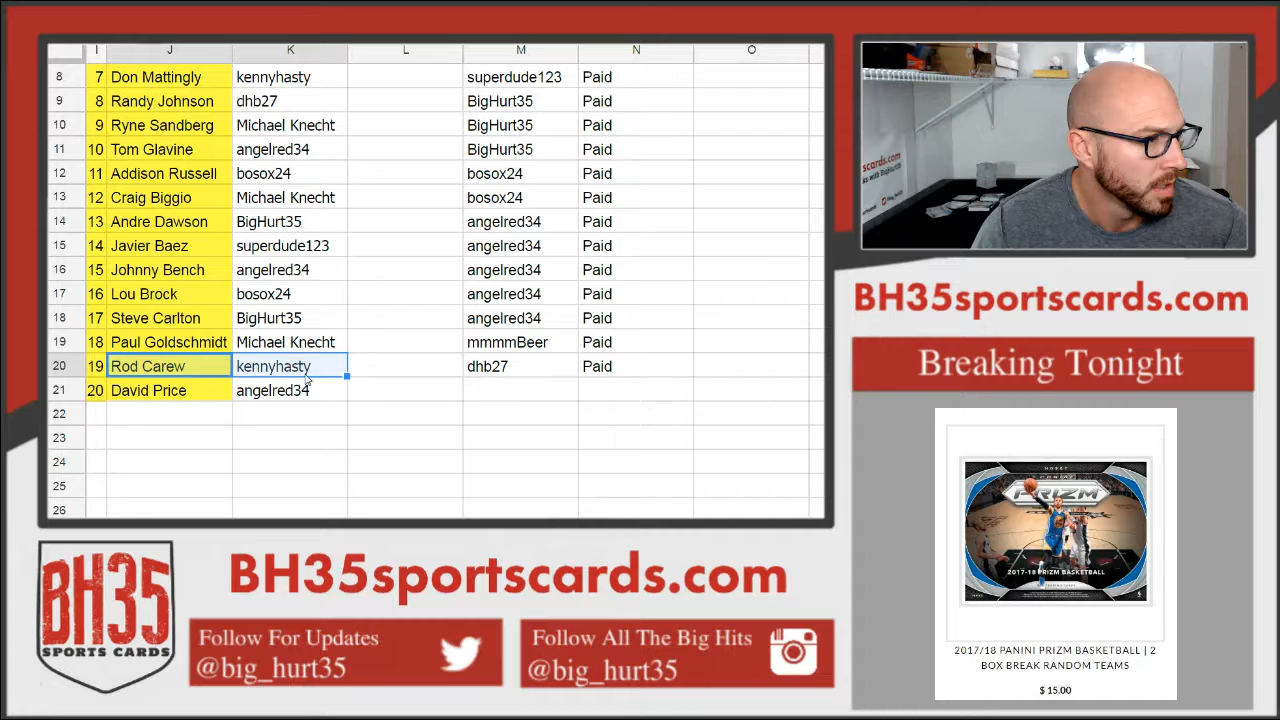 I J K L M N O
8 7 Don Mattingly kennyhasty superdude123 Paid
9 8 Randy Johnson dhb27 BigHurt35 Paid
10 9 Ryne Sandberg Michael Knecht BigHurt35 Paid
11 10 Tom Glavine angelred34 BigHurt35 Paid
12 11 Addison Russell bosox24 bosox24 Paid
13 12 Craig Biggio Michael Knecht bosox24 Paid
14 13 Andre Dawson BigHurt35 angelred34 Paid
15 14 Javier Baez superdude123 angelred34 Paid
16 15 Johnny Bench angelred34 angelred34 Paid
17 16 Lou Brock bosox24 angelred34 Paid
18 17 Steve Carlton BigHurt35 angelred34 Paid
19 18 Paul Goldschmidt Michael Knecht mmmmBeer Paid
20 19 Rod Carew kennyhasty dhb27 Paid
21 20 David Price angelred34
22
23
24
25
26
BH35sportscards.com
Breaking Tonight
HOBBY
PRIZM
2017-18 PRIZM BASKETBALL
2017/18 PANINI PRIZM BASKETBALL | 2
BOX BREAK RANDOM TEAMS
$ 15.00
BH35
SPORTS CARDS
BH35sportscards.com
Follow For Updates
@big_hurt35
Follow All The Big Hits
@big_hurt35